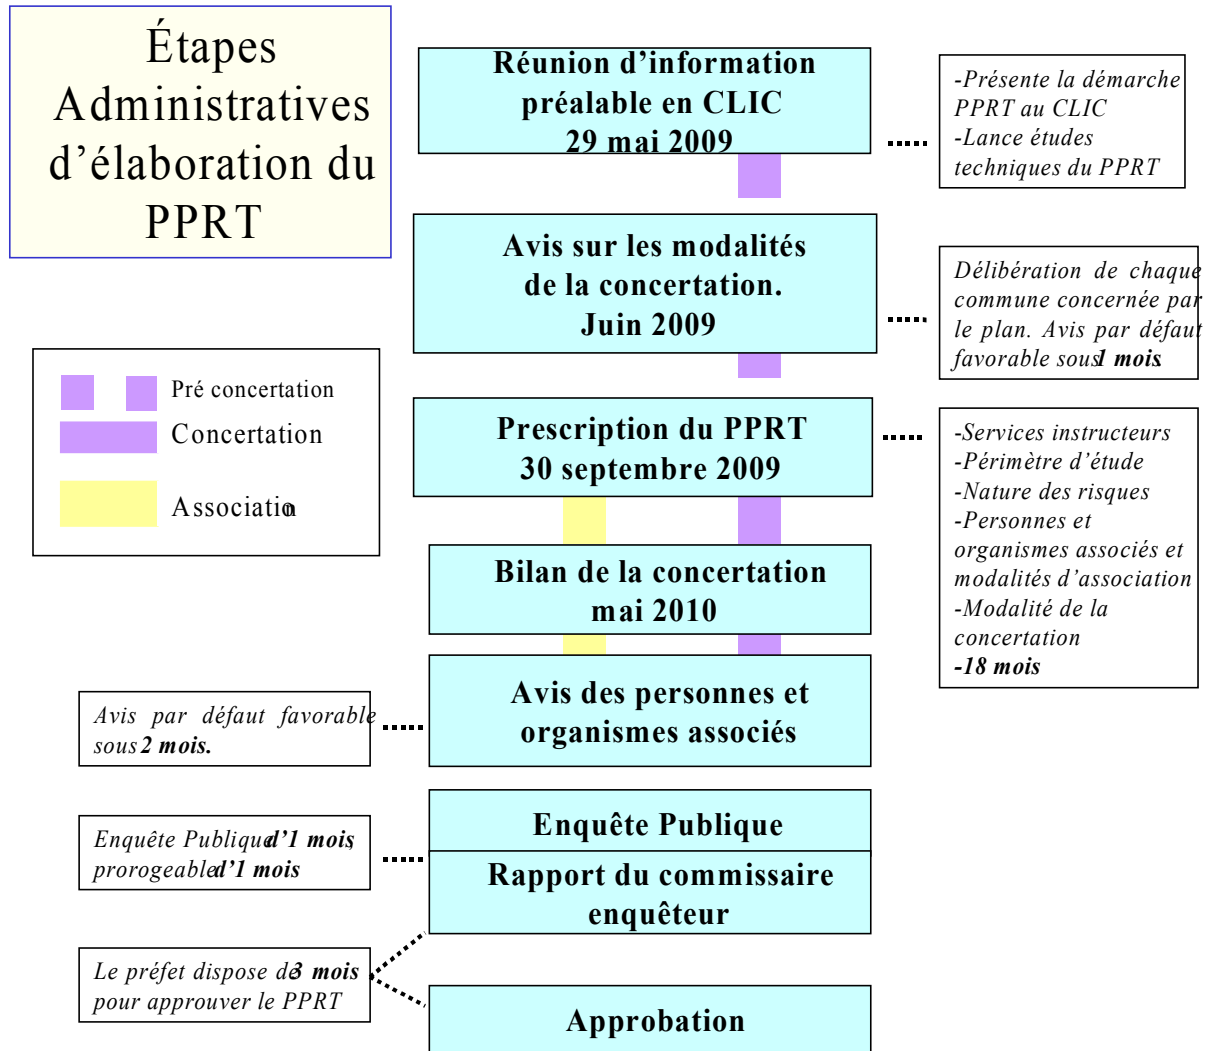 Étapes
Administratives
d’élaboration du
PPRT
Réunion d’information
préalable en CLIC
29 mai 2009
-Présente la démarche
PPRT au CLIC
-Lance études
techniques du PPRT
Avis sur les modalités
de la concertation.
Juin 2009
Délibération de chaque
commune concernée par
le plan. Avis par défaut
favorable sous 1 mois.
Pré concertation
Concertation
Association
Prescription du PPRT
30 septembre 2009
-Services instructeurs
-Périmètre d’étude
-Nature des risques
-Personnes et
organismes associés et
modalités d’association
-Modalité de la
concertation
-18 mois
Bilan de la concertation
mai 2010
Avis des personnes et
organismes associés
Avis par défaut favorable
sous 2 mois.
Enquête Publique
Enquête Publique d’1 mois,
prorogeable d’1 mois
Rapport du commissaire
enquêteur
Le préfet dispose de 3 mois
pour approuver le PPRT
Approbation